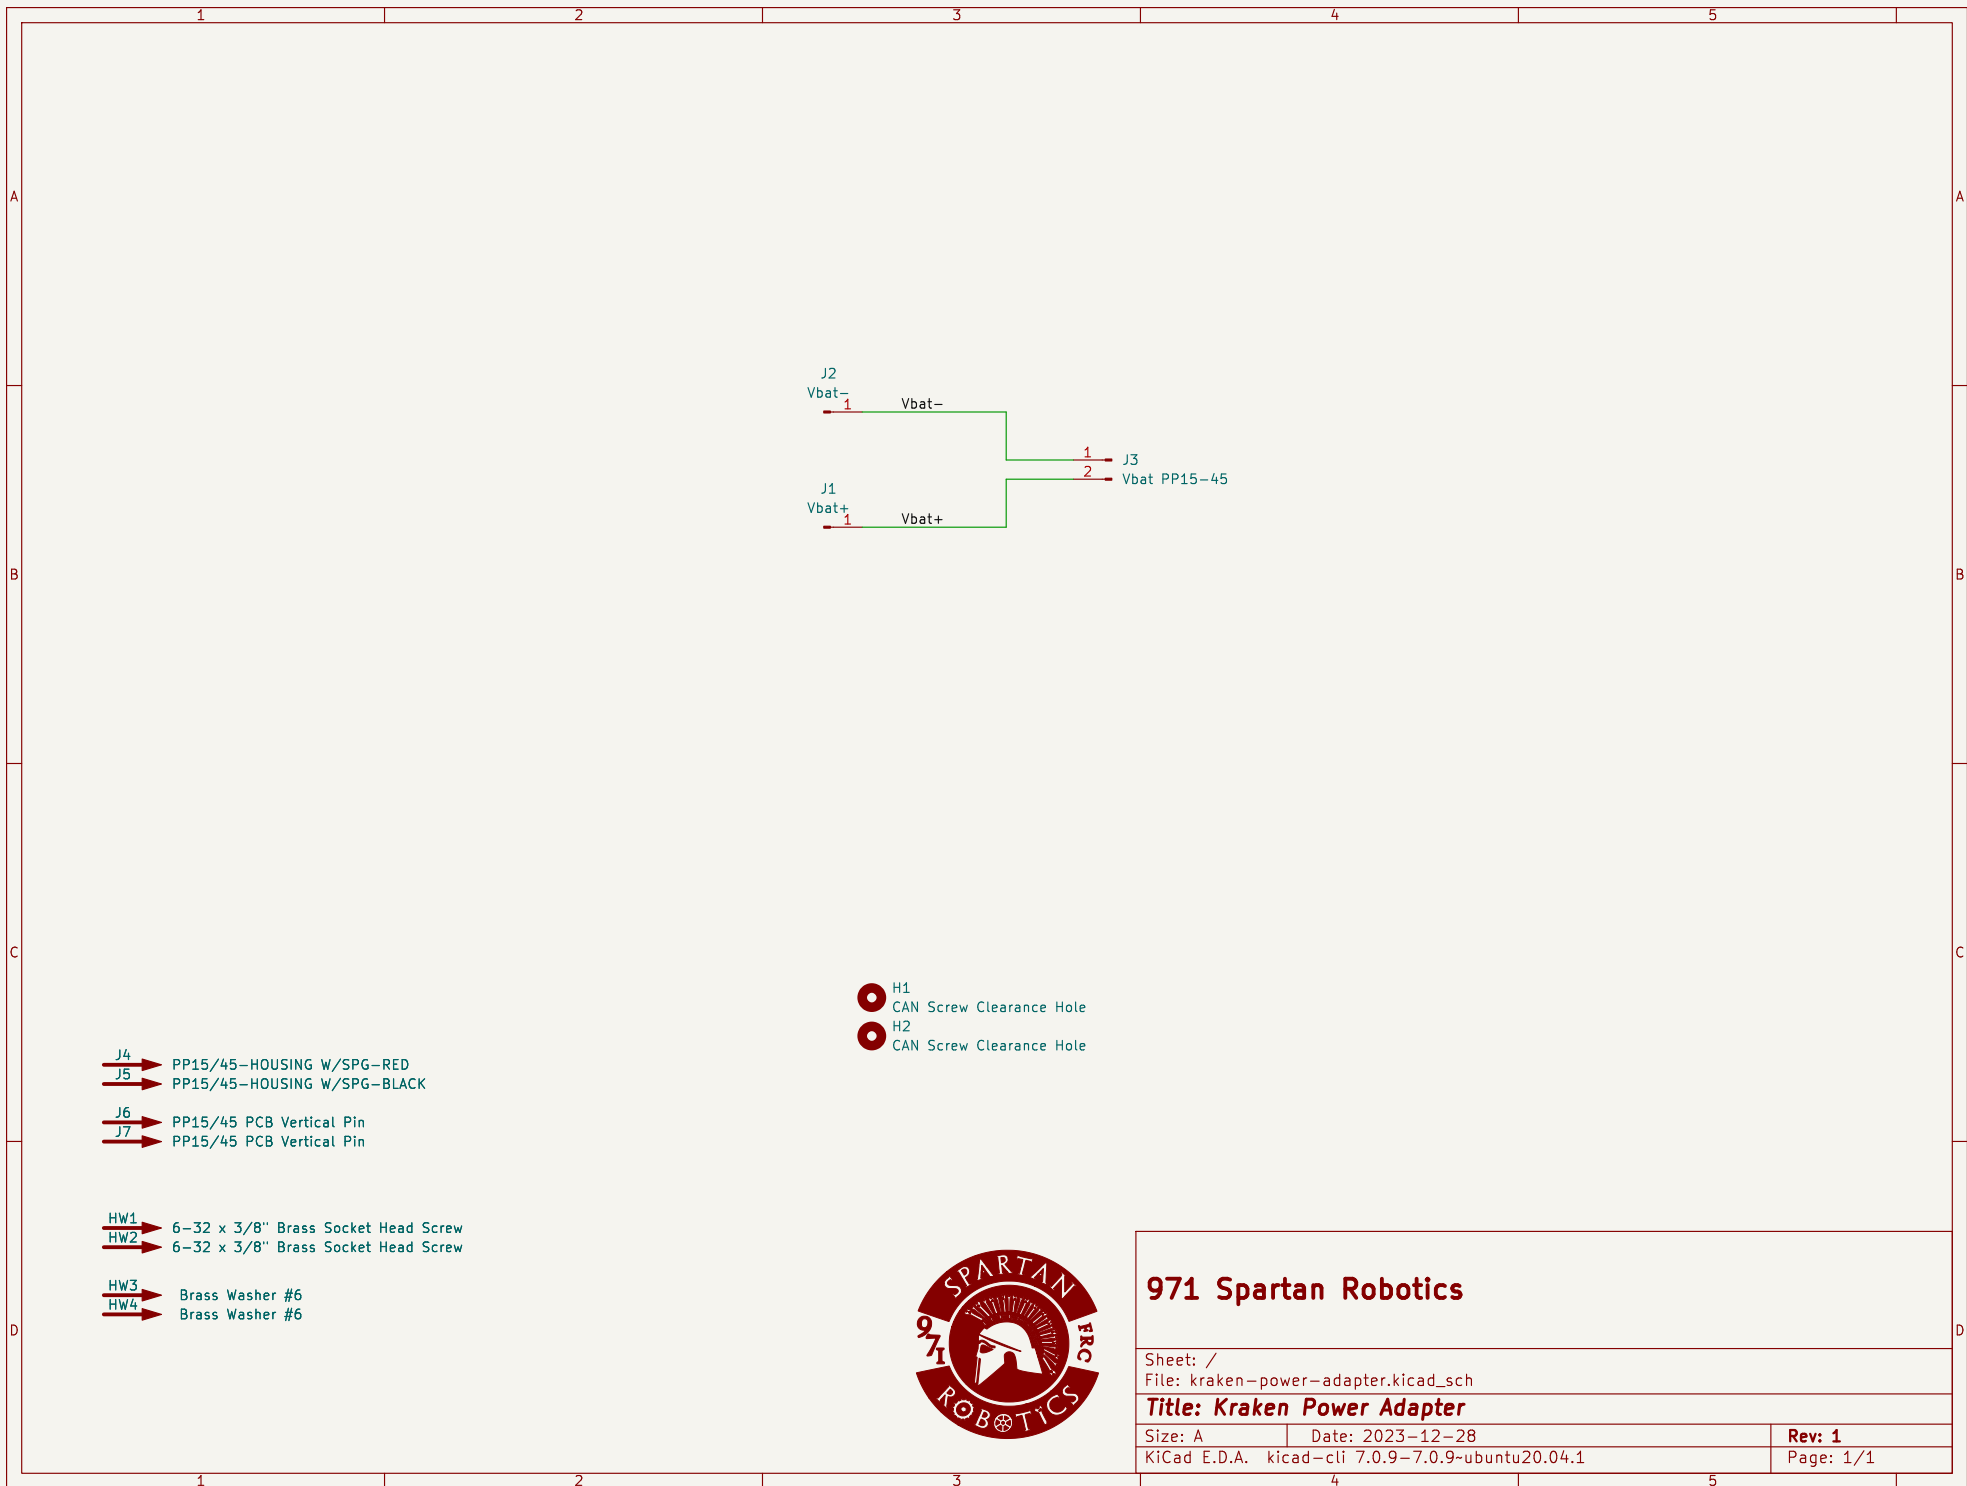 1 2 3 4 5
A A
J2
Vbat-
1 Vbat-
1 J3
2 Vbat PP15-45
J1
Vbat+
1 Vbat+
B B
C C
H1
CAN Screw Clearance Hole
H2
CAN Screw Clearance Hole
J4
PP15/45-HOUSING W/SPG-RED
J5
PP15/45-HOUSING W/SPG-BLACK
J6
PP15/45 PCB Vertical Pin
J7
PP15/45 PCB Vertical Pin
HW1
6-32 x 3/8" Brass Socket Head Screw
HW2
6-32 x 3/8" Brass Socket Head Screw
HW3
Brass Washer #6
HW4
Brass Washer #6
D D
SPARTAN
971
FRC
ROBOTICS
971 Spartan Robotics
Sheet: /
File: kraken-power-adapter.kicad_sch
Title: Kraken Power Adapter
Size: A Date: 2023-12-28 Rev: 1
KiCad E.D.A. kicad-cli 7.0.9-7.0.9~ubuntu20.04.1 Page: 1/1
1 2 3 4 5